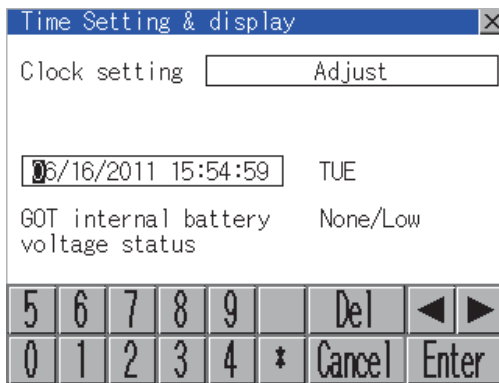 Time Setting & display
Clock setting Adjust
06/16/2011 15:54:59 TUE
GOT internal battery None/Low
voltage status
5 6 7 8 9 Del ◀ ▶
0 1 2 3 4 * Cancel Enter